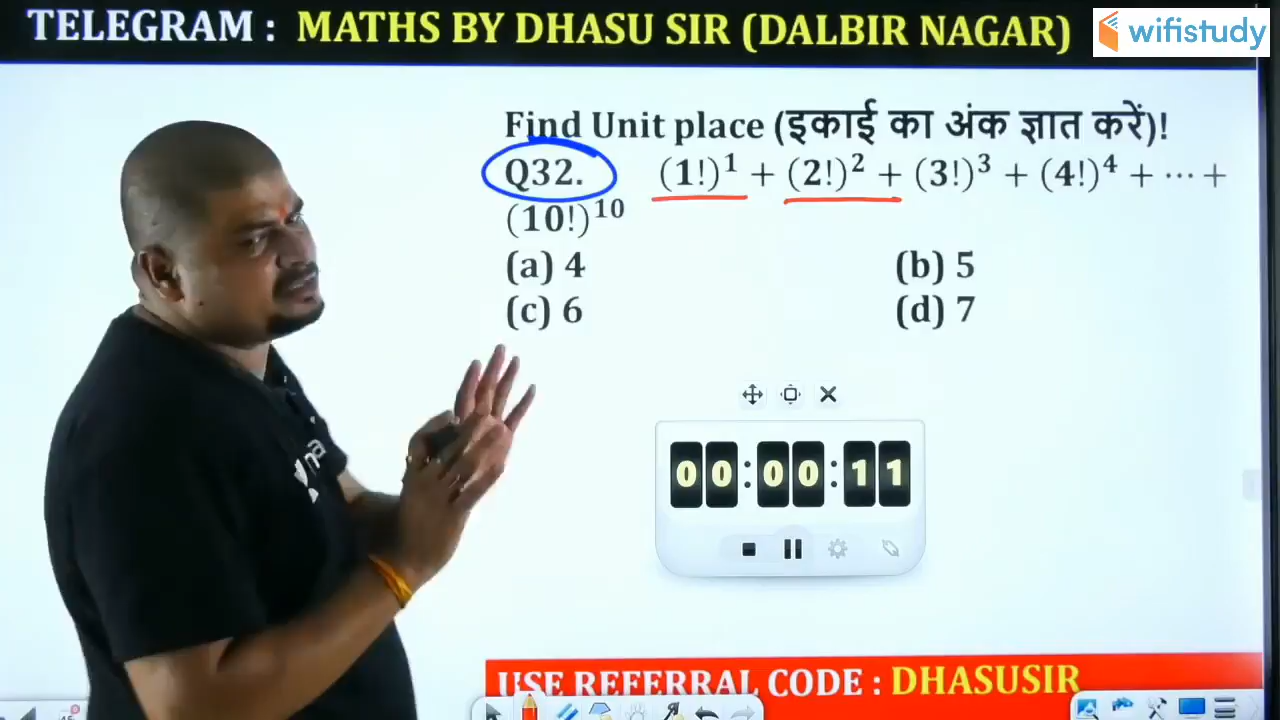 TELEGRAM : MATHS BY DHASU SIR (DALBIR NAGAR)
wifistudy
Find Unit place (इकाई का अंक ज्ञात करें)!
Q32. (1!)¹ + (2!)² + (3!)³ + (4!)⁴ + ⋯ +
(10!)¹⁰
(a) 4 (b) 5
(c) 6 (d) 7
00:00:11
USE REFERRAL CODE : DHASUSIR